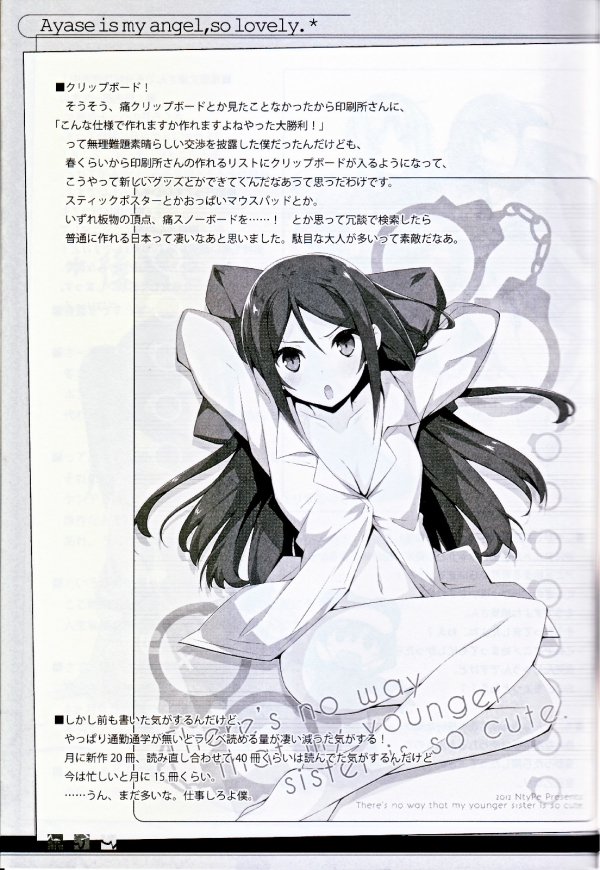 Ayase is my angel,so lovely.*
■クリップボード！
そうそう、痛クリップボードとか見たことなかったから印刷所さんに、
「こんな仕様で作れますか作れますよねやった大勝利！」
って無理難題素晴らしい交渉を披露した僕だったんだけども、
春くらいから印刷所さんの作れるリストにクリップボードが入るようになって、
こうやって新しいグッズとかできてくんだなあって思ったわけです。
スティックポスターとかおっぱいマウスパッドとか。
いずれ板物の頂点、痛スノーボードを……！　とか思って冗談で検索したら
普通に作れる日本って凄いなあと思いました。駄目な大人が多いって素敵だなあ。
■しかし前も書いた気がするんだけど、
やっぱり通勤通学が無いとラノベ読める量が凄い減った気がする！
月に新作 20 冊、読み直し合わせて 40 冊くらいは読んでた気がするんだけど
今は忙しいと月に 15 冊くらい。
……うん、まだ多いな。仕事しろよ僕。
There's no way
that my younger
sister is so cute.
2012 NtyPe Presents
There's no way that my younger sister is so cute